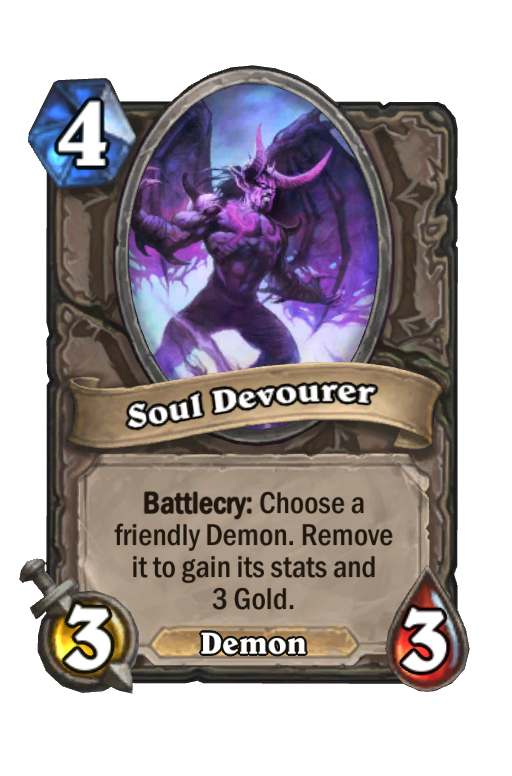 4
Soul Devourer
Battlecry: Choose a
friendly Demon. Remove
it to gain its stats and
3 Gold.
3
Demon
3